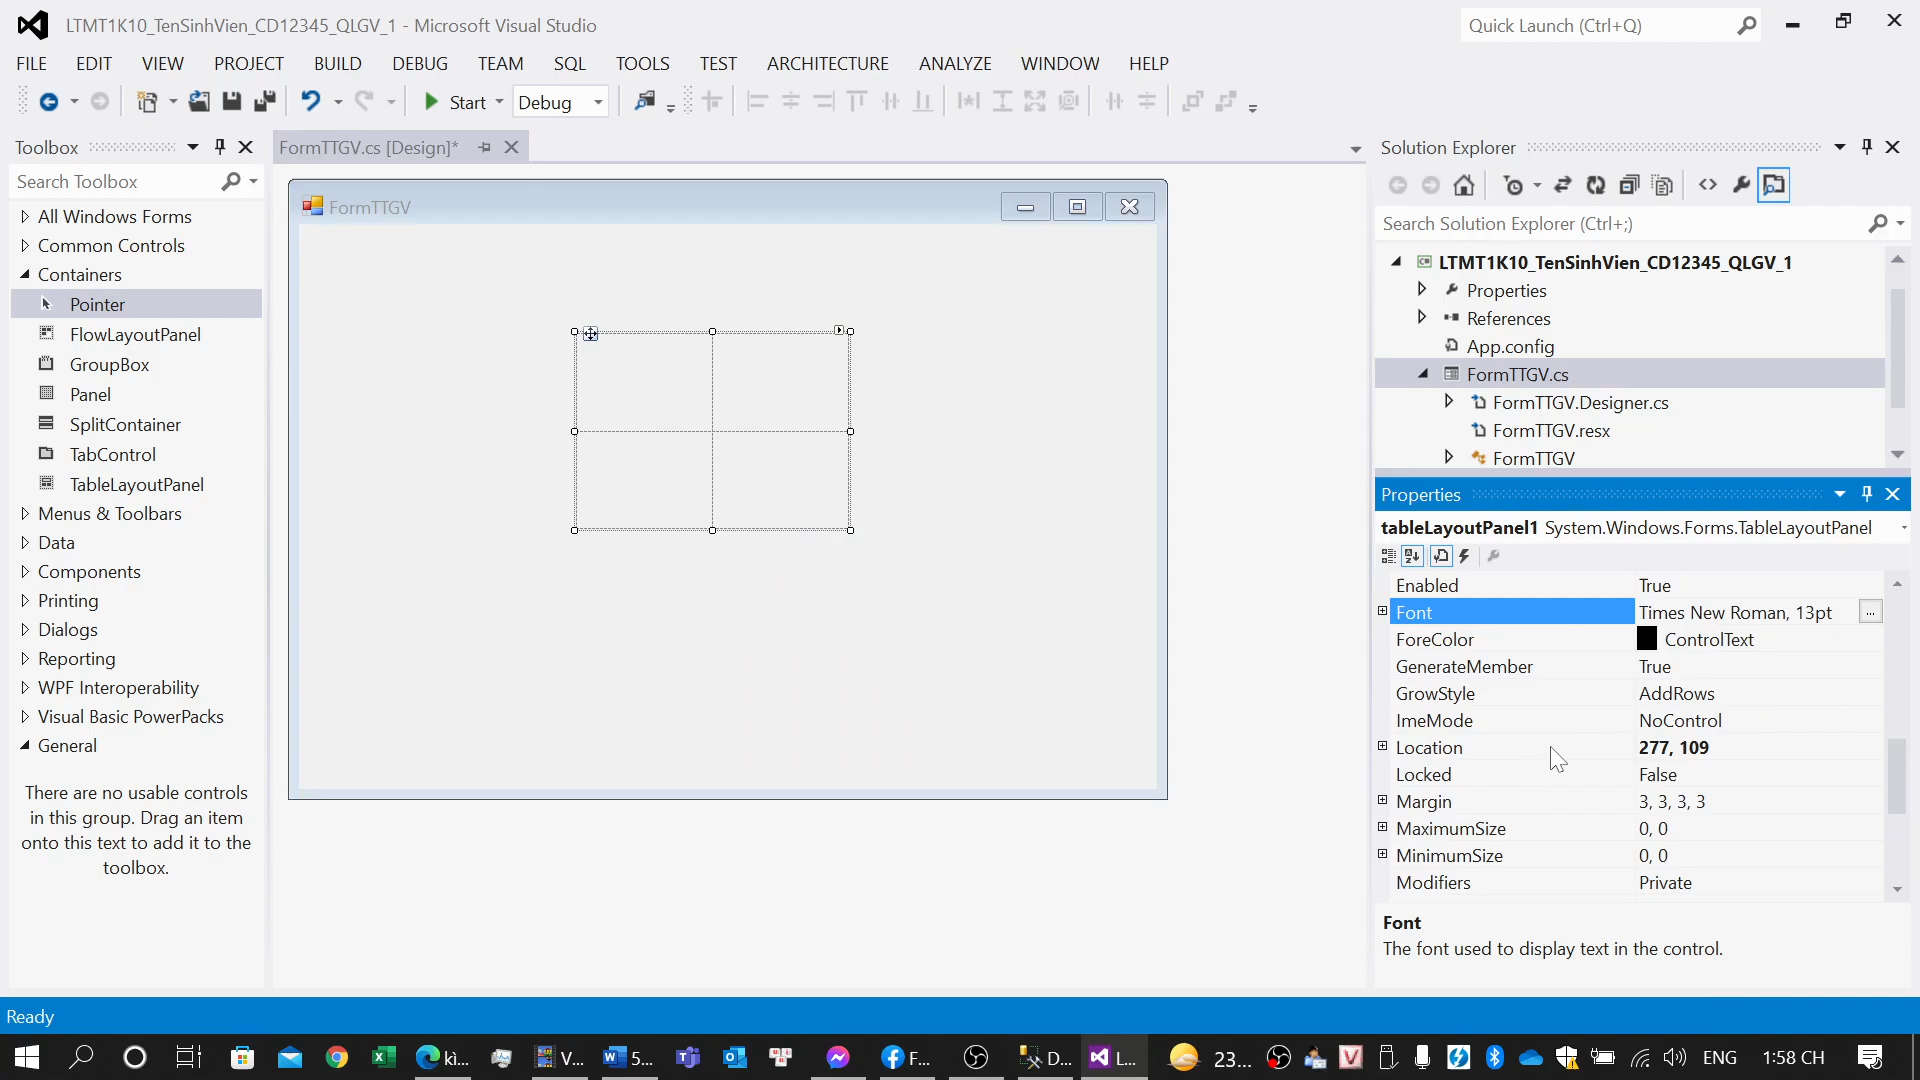 LTMT1K10_TenSinhVien_CD12345_QLGV_1 - Microsoft Visual Studio
Quick Launch (Ctrl+Q)
FILE EDIT VIEW PROJECT BUILD DEBUG TEAM SQL TOOLS TEST ARCHITECTURE ANALYZE WINDOW HELP
Start Debug
Toolbox
Search Toolbox
All Windows Forms
Common Controls
Containers
Pointer
FlowLayoutPanel
GroupBox
Panel
SplitContainer
TabControl
TableLayoutPanel
Menus & Toolbars
Data
Components
Printing
Dialogs
Reporting
WPF Interoperability
Visual Basic PowerPacks
General
There are no usable controls
in this group. Drag an item
onto this text to add it to the
toolbox.
FormTTGV.cs [Design]*
FormTTGV
Solution Explorer
Search Solution Explorer (Ctrl+;)
LTMT1K10_TenSinhVien_CD12345_QLGV_1
Properties
References
App.config
FormTTGV.cs
FormTTGV.Designer.cs
FormTTGV.resx
FormTTGV
Properties
tableLayoutPanel1 System.Windows.Forms.TableLayoutPanel
Enabled True
Font Times New Roman, 13pt ...
ForeColor ControlText
GenerateMember True
GrowStyle AddRows
ImeMode NoControl
Location 277, 109
Locked False
Margin 3, 3, 3, 3
MaximumSize 0, 0
MinimumSize 0, 0
Modifiers Private
Font
The font used to display text in the control.
Ready
kì... V... 5... F... D... L... 23... ENG 1:58 CH